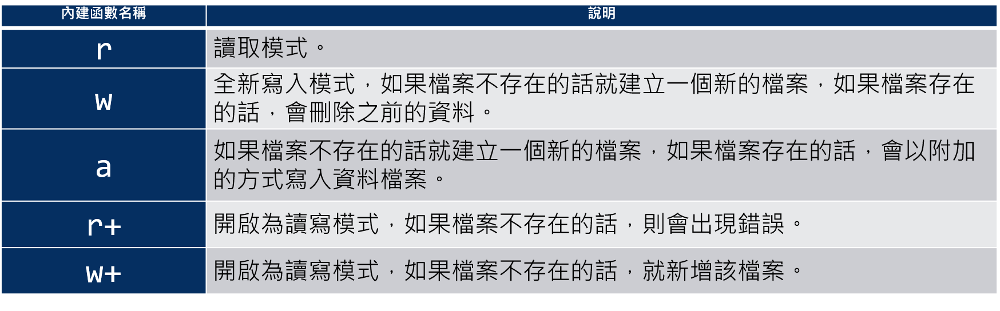 內建函數名稱 說明
r 讀取模式。
w 全新寫入模式，如果檔案不存在的話就建立一個新的檔案，如果檔案存在
的話，會刪除之前的資料。
a 如果檔案不存在的話就建立一個新的檔案，如果檔案存在的話，會以附加
的方式寫入資料檔案。
r+ 開啟為讀寫模式，如果檔案不存在的話，則會出現錯誤。
w+ 開啟為讀寫模式，如果檔案不存在的話，就新增該檔案。